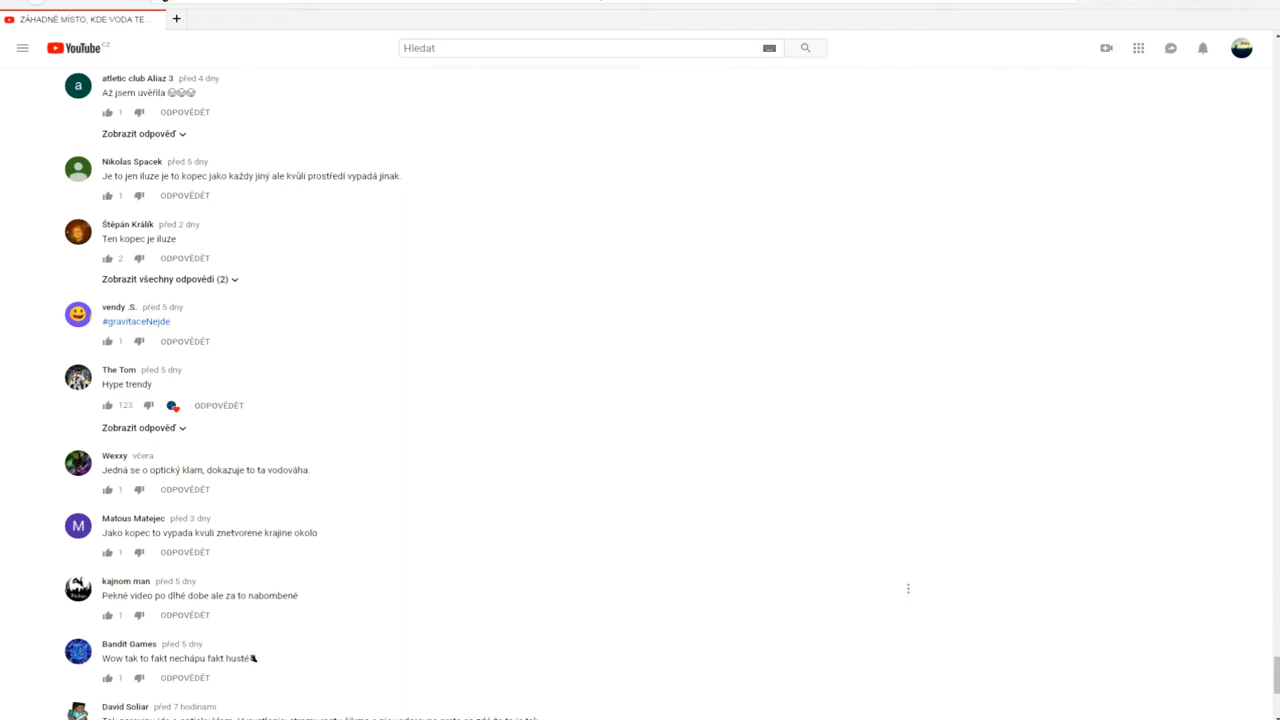 ZÁHADNÉ MÍSTO, KDE VODA TE...
YouTube CZ
Hledat
atletic club Aliaz 3 před 4 dny
Až jsem uvěřila
1 ODPOVĚDĚT
Zobrazit odpověď
Nikolas Spacek před 5 dny
Je to jen iluze je to kopec jako každy jiný ale kvůli prostředí vypadá jinak.
1 ODPOVĚDĚT
Štěpán Králík před 2 dny
Ten kopec je iluze
2 ODPOVĚDĚT
Zobrazit všechny odpovědi (2)
vendy .S. před 5 dny
#gravitaceNejde
1 ODPOVĚDĚT
The Tom před 5 dny
Hype trendy
123 ODPOVĚDĚT
Zobrazit odpověď
Wexxy včera
Jedná se o optický klam, dokazuje to ta vodováha.
1 ODPOVĚDĚT
Matous Matejec před 3 dny
Jako kopec to vypada kvuli znetvorene krajine okolo
1 ODPOVĚDĚT
kajnom man před 5 dny
Pekné video po dlhé dobe ale za to nabombené
1 ODPOVĚDĚT
Bandit Games před 5 dny
Wow tak to fakt nechápu fakt husté
1 ODPOVĚDĚT
David Soliar před 7 hodinami